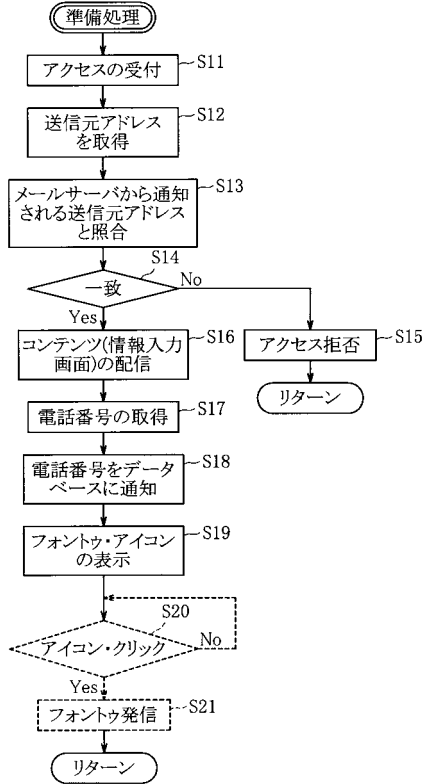 準備処理
アクセスの受付
S11
送信元アドレス
を取得
S12
メールサーバから通知
される送信元アドレス
と照合
S13
一致
S14
No
Yes
コンテンツ(情報入力
画面)の配信
S16
アクセス拒否
S15
リターン
電話番号の取得
S17
電話番号をデータ
ベースに通知
S18
フォントゥ・アイコン
の表示
S19
アイコン・クリック
S20
No
Yes
フォントゥ発信
S21
リターン